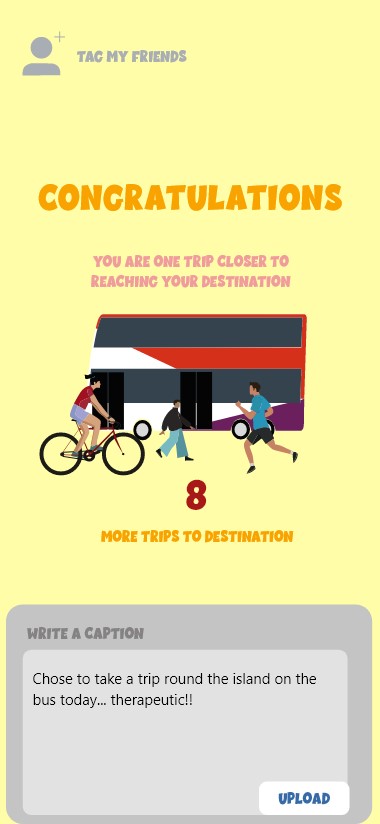 TAG MY FRIENDS
CONGRATULATIONS
YOU ARE ONE TRIP CLOSER TO
REACHING YOUR DESTINATION
8
MORE TRIPS TO DESTINATION
WRITE A CAPTION
Chose to take a trip round the island on the
bus today... therapeutic!!
UPLOAD